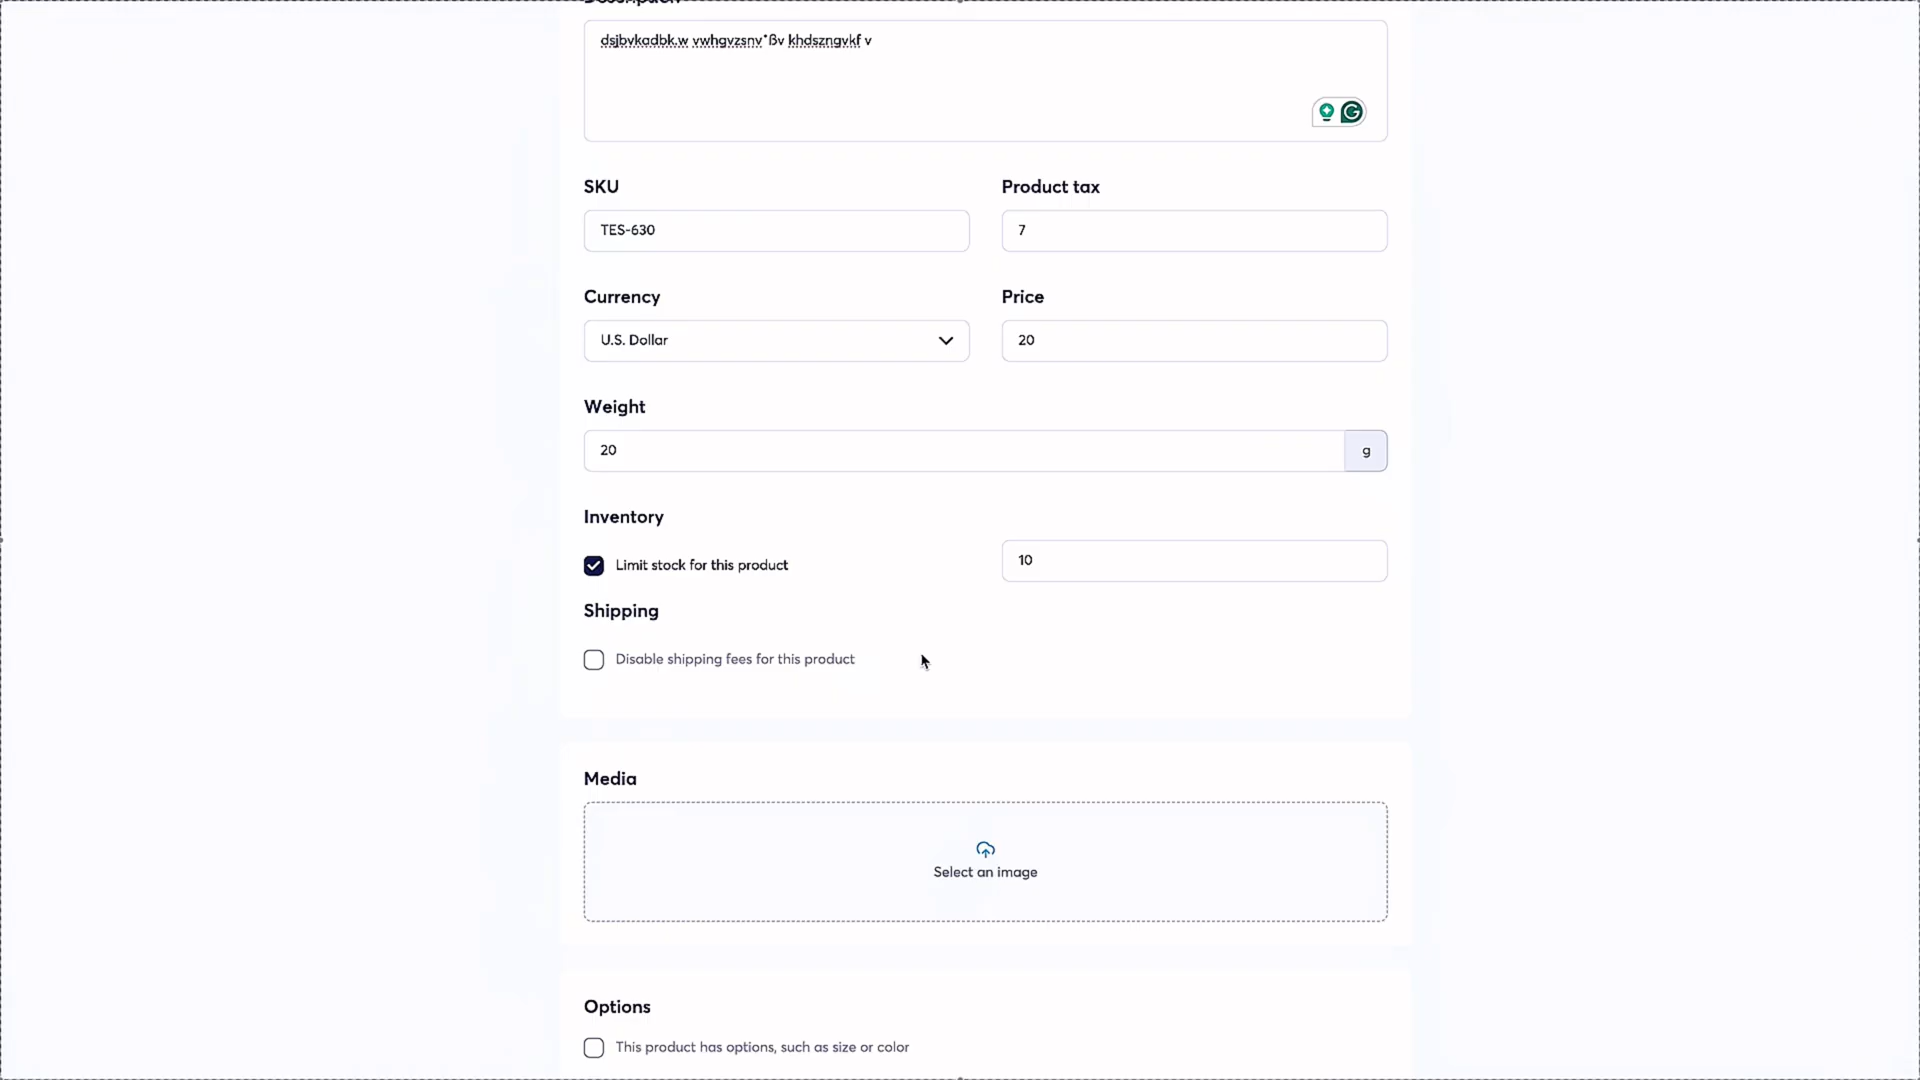 Description
dsjbvkadbk.w vwhgvzsnv˚ßv khdszngvkf v
SKU
Product tax
TES-630
7
Currency
Price
U.S. Dollar
20
Weight
20
g
Inventory
Limit stock for this product
10
Shipping
Disable shipping fees for this product
Media
Select an image
Options
This product has options, such as size or color